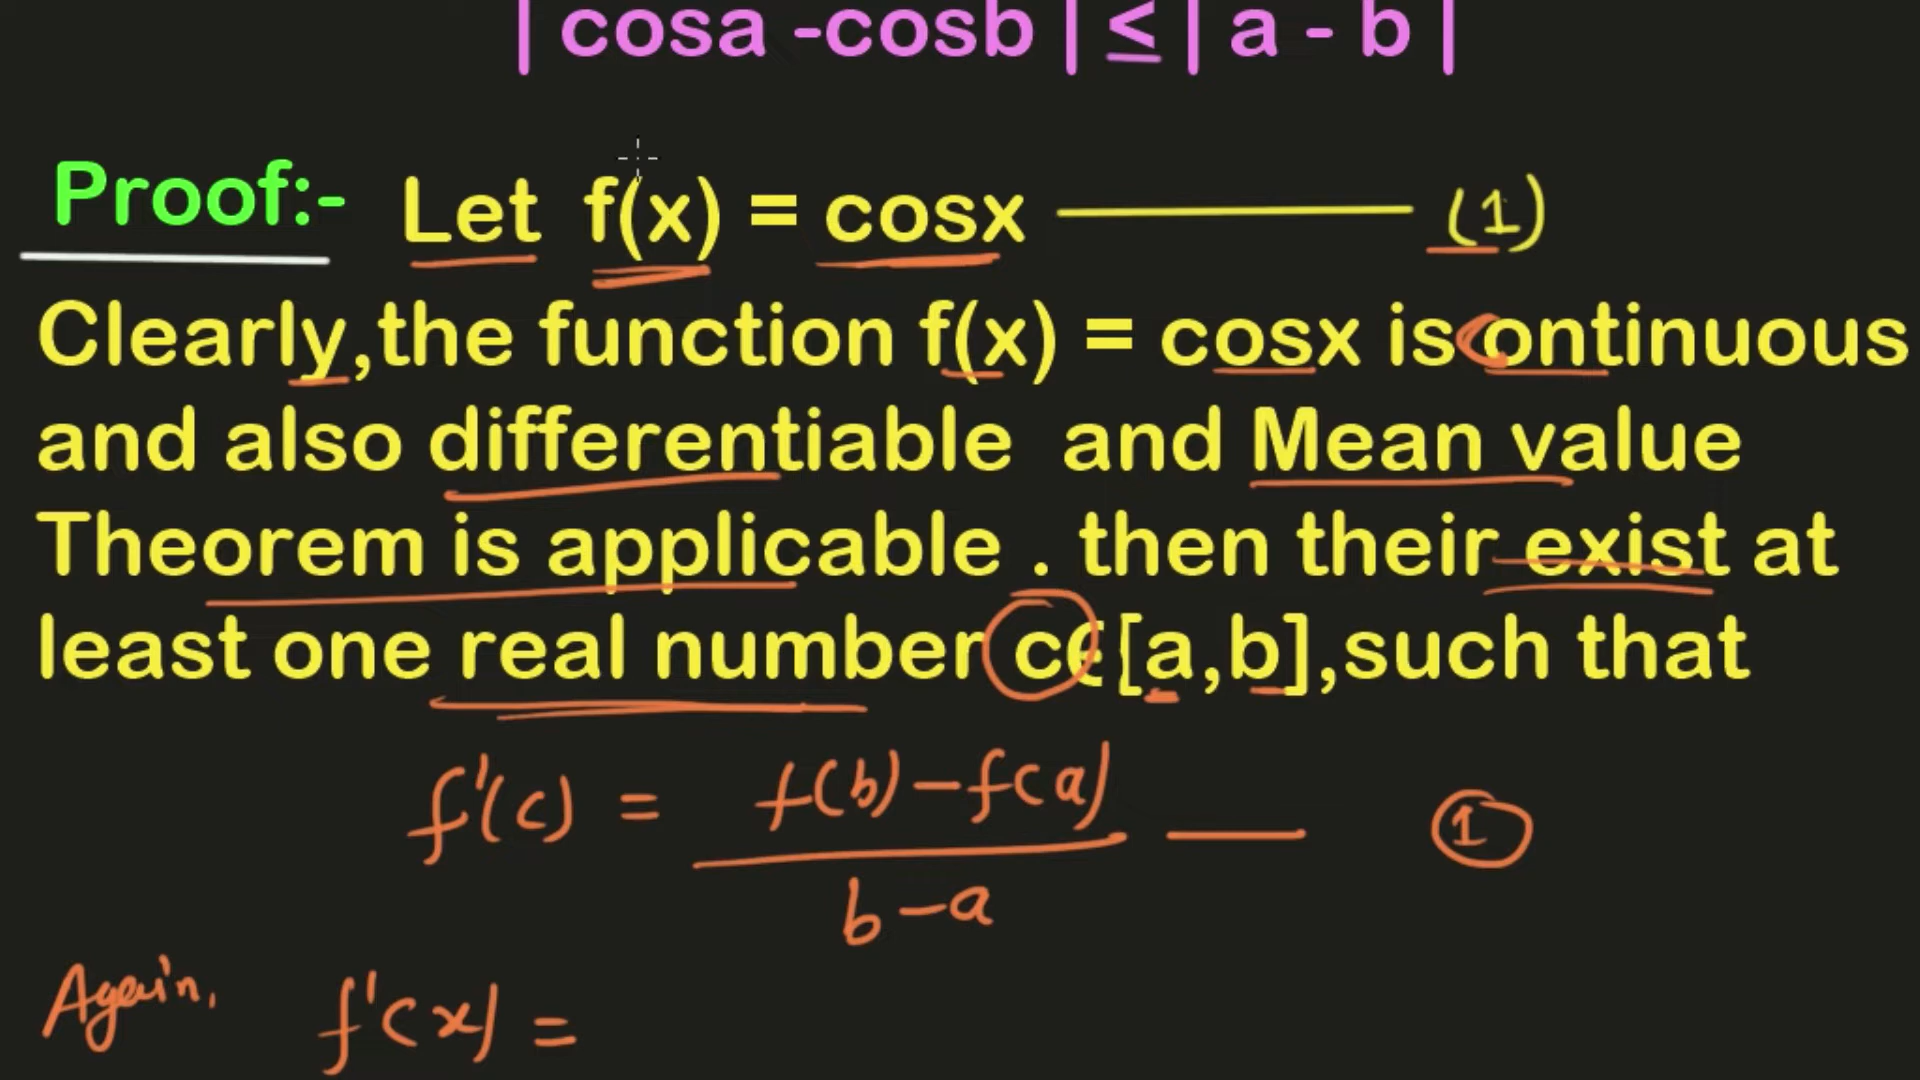 | cosa -cosb | ≤ | a - b |
Proof:- Let f(x) = cosx ———— (1)
Clearly,the function f(x) = cosx is continuous
and also differentiable and Mean value
Theorem is applicable . then their exist at
least one real number c∈[a,b],such that
f'(c) = f(b)-f(a) —— 1
b-a
Again, f'(x) =